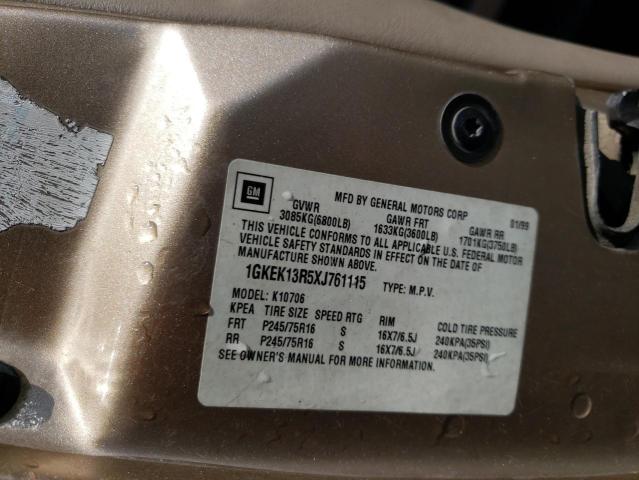 GM
MFD BY GENERAL MOTORS CORP 01/99
GVWR GAWR FRT GAWR RR
3085KG(6800LB) 1633KG(3600LB) 1701KG(3750LB)
THIS VEHICLE CONFORMS TO ALL APPLICABLE U.S. FEDERAL MOTOR
VEHICLE SAFETY STANDARDS IN EFFECT ON THE DATE OF
MANUFACTURE SHOWN ABOVE.
1GKEK13R5XJ761115 TYPE: M.P.V.
MODEL: K10706
KPEA TIRE SIZE SPEED RTG RIM COLD TIRE PRESSURE
FRT P245/75R16 S 16X7/6.5J 240KPA(35PSI)
RR P245/75R16 S 16X7/6.5J 240KPA(35PSI)
SEE OWNER'S MANUAL FOR MORE INFORMATION.